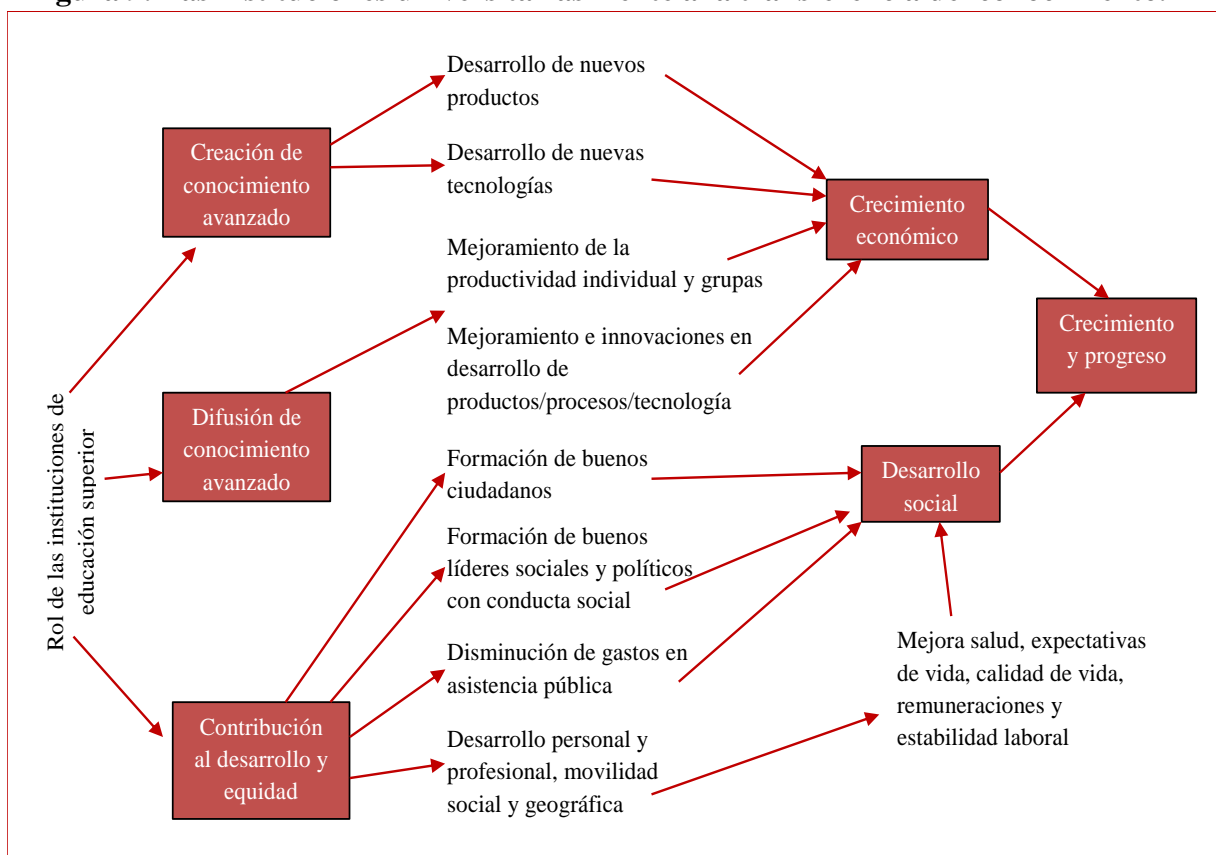 Desarrollo de nuevos
productos
Creación de
conocimiento
avanzado
Desarrollo de nuevas
tecnologías
Crecimiento
económico
Mejoramiento de la
productividad individual y grupas
Crecimiento
y progreso
Mejoramiento e innovaciones en
desarrollo de
productos/procesos/tecnología
Rol de las instituciones de
educación superior
Difusión de
conocimiento
avanzado
Formación de buenos
ciudadanos
Desarrollo
social
Formación de buenos
líderes sociales y políticos
con conducta social
Mejora salud, expectativas
de vida, calidad de vida,
remuneraciones y
estabilidad laboral
Disminución de gastos en
asistencia pública
Contribución
al desarrollo y
equidad
Desarrollo personal y
profesional, movilidad
social y geográfica